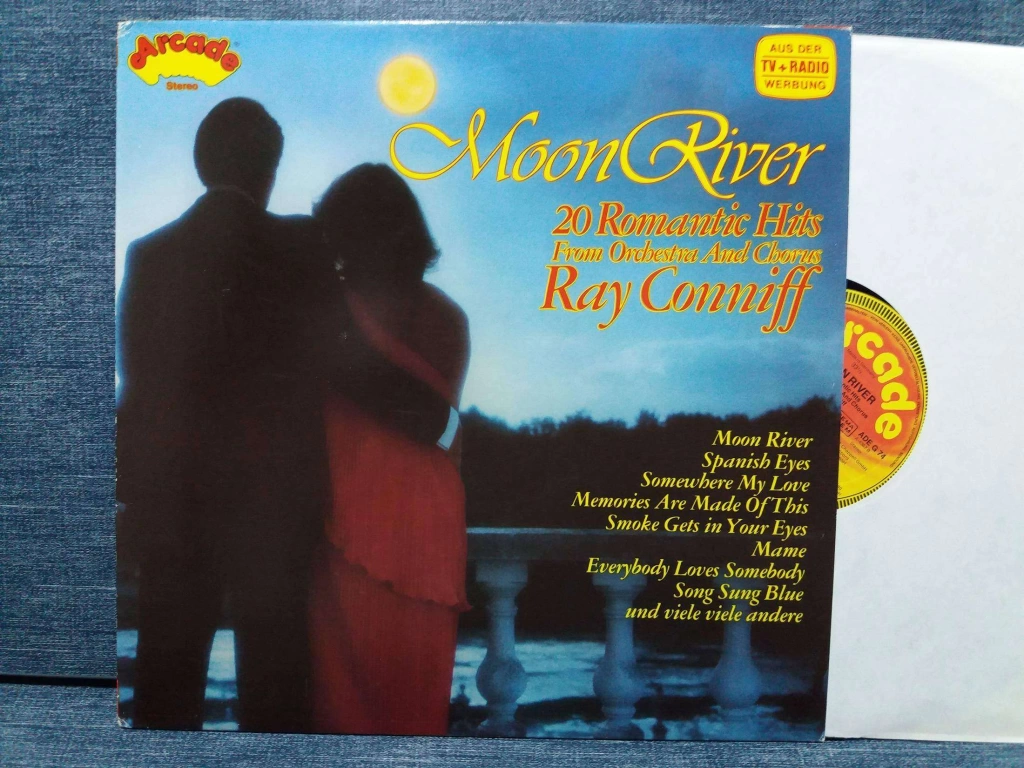 Arcade
Stereo
AUS DER
TV + RADIO
WERBUNG
Moon River
20 Romantic Hits
From Orchestra And Chorus
Ray Conniff
Moon River
Spanish Eyes
Somewhere My Love
Memories Are Made Of This
Smoke Gets in Your Eyes
Mame
Everybody Loves Somebody
Song Sung Blue
und viele viele andere
rcade
N RIVER
ADE G 74